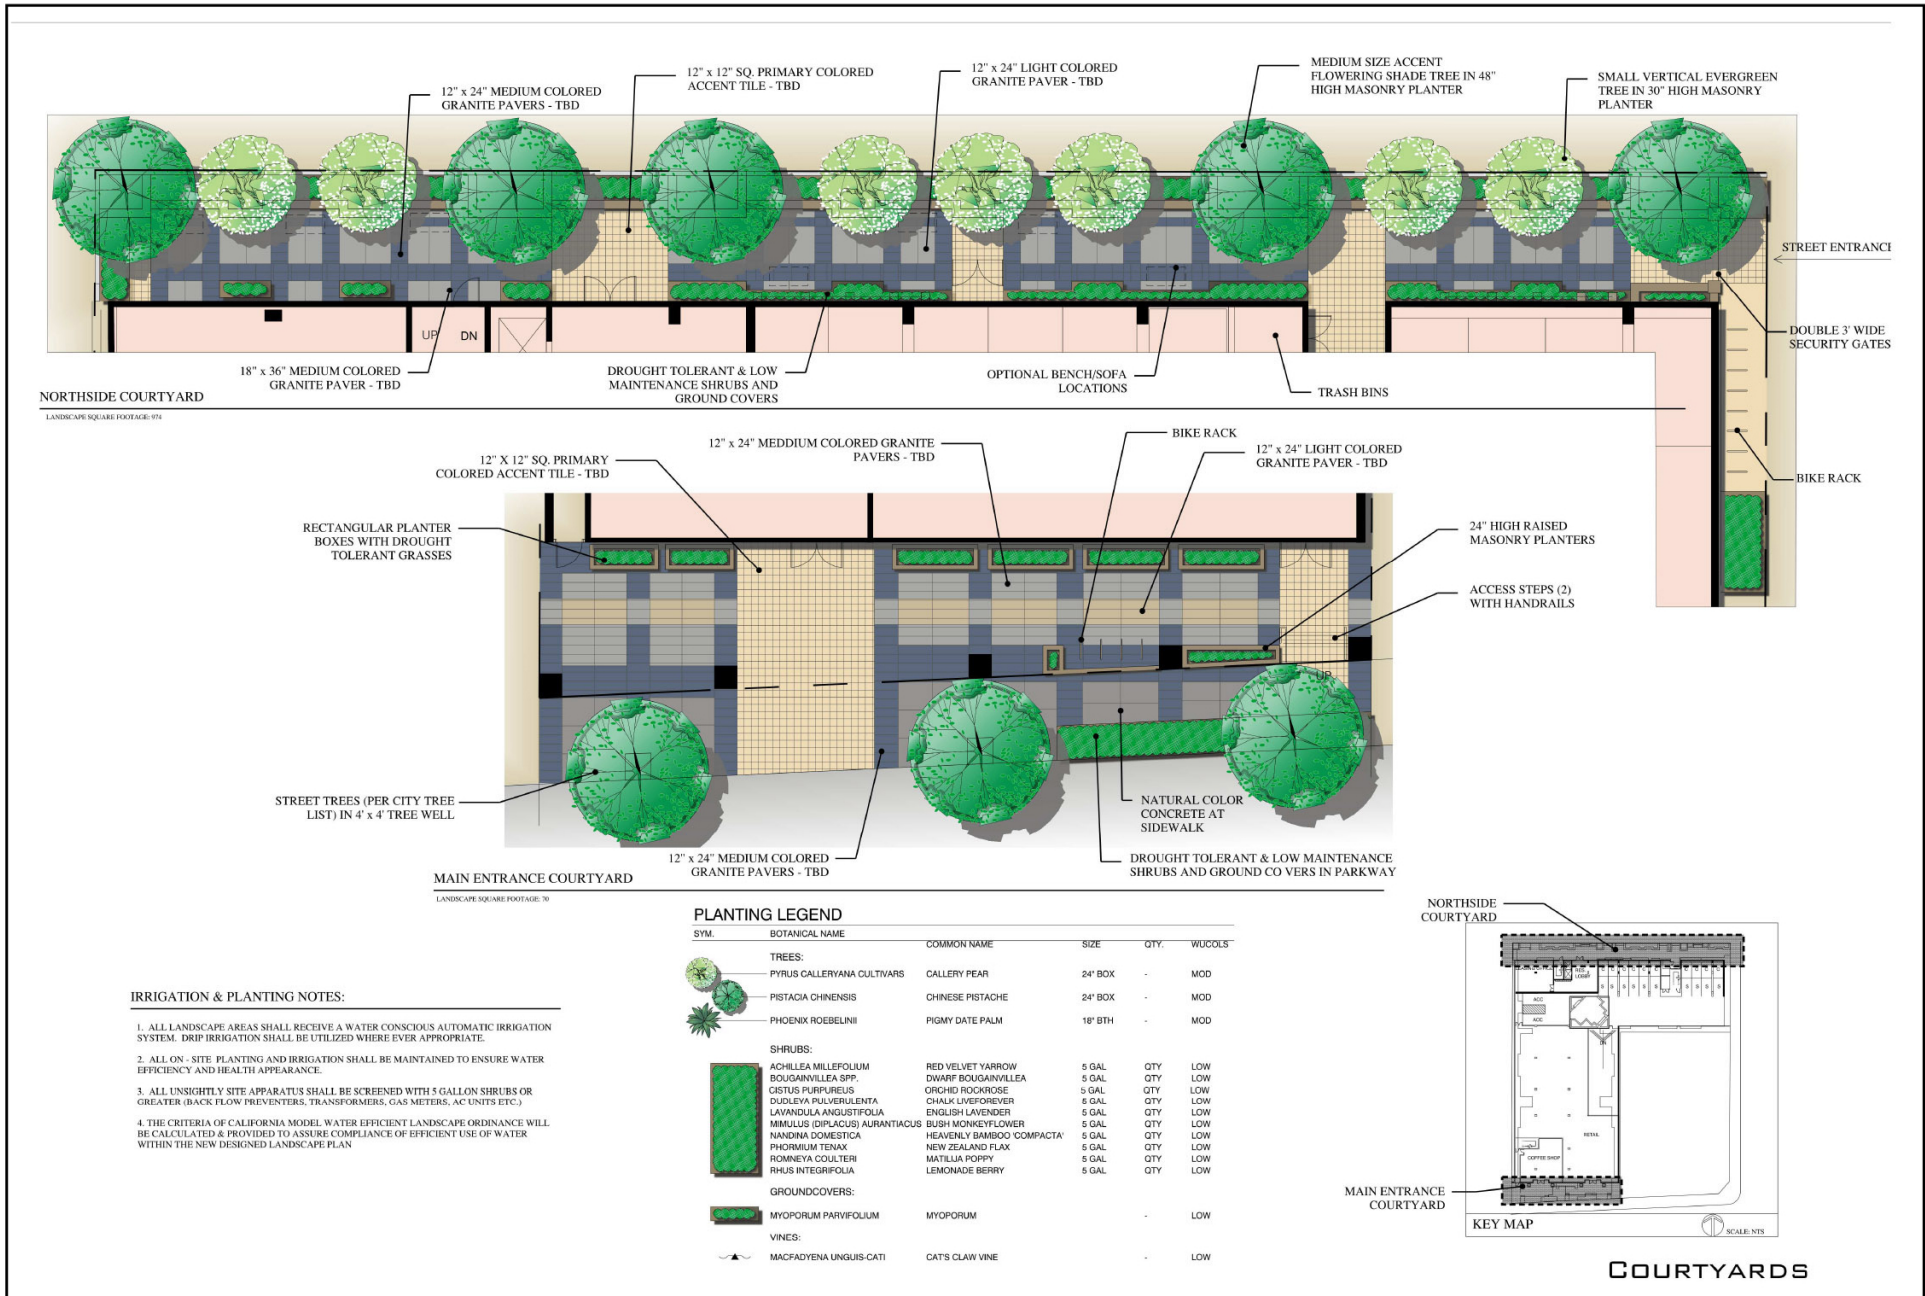 12" x 24" MEDIUM COLORED
GRANITE PAVERS - TBD
12" x 12" SQ. PRIMARY COLORED
ACCENT TILE - TBD
12" x 24" LIGHT COLORED
GRANITE PAVER - TBD
MEDIUM SIZE ACCENT
FLOWERING SHADE TREE IN 48"
HIGH MASONRY PLANTER
SMALL VERTICAL EVERGREEN
TREE IN 30" HIGH MASONRY
PLANTER
STREET ENTRANCE
DOUBLE 3' WIDE
SECURITY GATES
UP
DN
18" x 36" MEDIUM COLORED
GRANITE PAVER - TBD
DROUGHT TOLERANT & LOW
MAINTENANCE SHRUBS AND
GROUND COVERS
OPTIONAL BENCH/SOFA
LOCATIONS
TRASH BINS
NORTHSIDE COURTYARD
LANDSCAPE SQUARE FOOTAGE: 974
BIKE RACK
12" X 12" SQ. PRIMARY
COLORED ACCENT TILE - TBD
12" x 24" MEDDIUM COLORED GRANITE
PAVERS - TBD
BIKE RACK
12" x 24" LIGHT COLORED
GRANITE PAVER - TBD
RECTANGULAR PLANTER
BOXES WITH DROUGHT
TOLERANT GRASSES
24" HIGH RAISED
MASONRY PLANTERS
ACCESS STEPS (2)
WITH HANDRAILS
UP
STREET TREES (PER CITY TREE
LIST) IN 4' x 4' TREE WELL
12" x 24" MEDIUM COLORED
GRANITE PAVERS - TBD
NATURAL COLOR
CONCRETE AT
SIDEWALK
DROUGHT TOLERANT & LOW MAINTENANCE
SHRUBS AND GROUND CO VERS IN PARKWAY
MAIN ENTRANCE COURTYARD
LANDSCAPE SQUARE FOOTAGE: 70
PLANTING LEGEND
SYM. BOTANICAL NAME COMMON NAME SIZE QTY. WUCOLS
TREES:
PYRUS CALLERYANA CULTIVARS CALLERY PEAR 24" BOX - MOD
PISTACIA CHINENSIS CHINESE PISTACHE 24" BOX - MOD
PHOENIX ROEBELINII PIGMY DATE PALM 18" BTH - MOD
SHRUBS:
ACHILLEA MILLEFOLIUM RED VELVET YARROW 5 GAL QTY LOW
BOUGAINVILLEA SPP. DWARF BOUGAINVILLEA 5 GAL QTY LOW
CISTUS PURPUREUS ORCHID ROCKROSE 5 GAL QTY LOW
DUDLEYA PULVERULENTA CHALK LIVEFOREVER 5 GAL QTY LOW
LAVANDULA ANGUSTIFOLIA ENGLISH LAVENDER 5 GAL QTY LOW
MIMULUS (DIPLACUS) AURANTIACUS BUSH MONKEYFLOWER 5 GAL QTY LOW
NANDINA DOMESTICA HEAVENLY BAMBOO 'COMPACTA' 5 GAL QTY LOW
PHORMIUM TENAX NEW ZEALAND FLAX 5 GAL QTY LOW
ROMNEYA COULTERI MATILIJA POPPY 5 GAL QTY LOW
RHUS INTEGRIFOLIA LEMONADE BERRY 5 GAL QTY LOW
GROUNDCOVERS:
MYOPORUM PARVIFOLIUM MYOPORUM - LOW
VINES:
MACFADYENA UNGUIS-CATI CAT'S CLAW VINE - LOW
IRRIGATION & PLANTING NOTES:
1. ALL LANDSCAPE AREAS SHALL RECEIVE A WATER CONSCIOUS AUTOMATIC IRRIGATION
SYSTEM. DRIP IRRIGATION SHALL BE UTILIZED WHERE EVER APPROPRIATE.
2. ALL ON - SITE PLANTING AND IRRIGATION SHALL BE MAINTAINED TO ENSURE WATER
EFFICIENCY AND HEALTH APPEARANCE.
3. ALL UNSIGHTLY SITE APPARATUS SHALL BE SCREENED WITH 5 GALLON SHRUBS OR
GREATER (BACK FLOW PREVENTERS, TRANSFORMERS, GAS METERS, AC UNITS ETC.)
4. THE CRITERIA OF CALIFORNIA MODEL WATER EFFICIENT LANDSCAPE ORDINANCE WILL
BE CALCULATED & PROVIDED TO ASSURE COMPLIANCE OF EFFICIENT USE OF WATER
WITHIN THE NEW DESIGNED LANDSCAPE PLAN
NORTHSIDE
COURTYARD
RES.
LOBBY
ACC
ACC
DN
RETAIL
COFFEE SHOP
MAIN ENTRANCE
COURTYARD
KEY MAP
SCALE: NTS
COURTYARDS